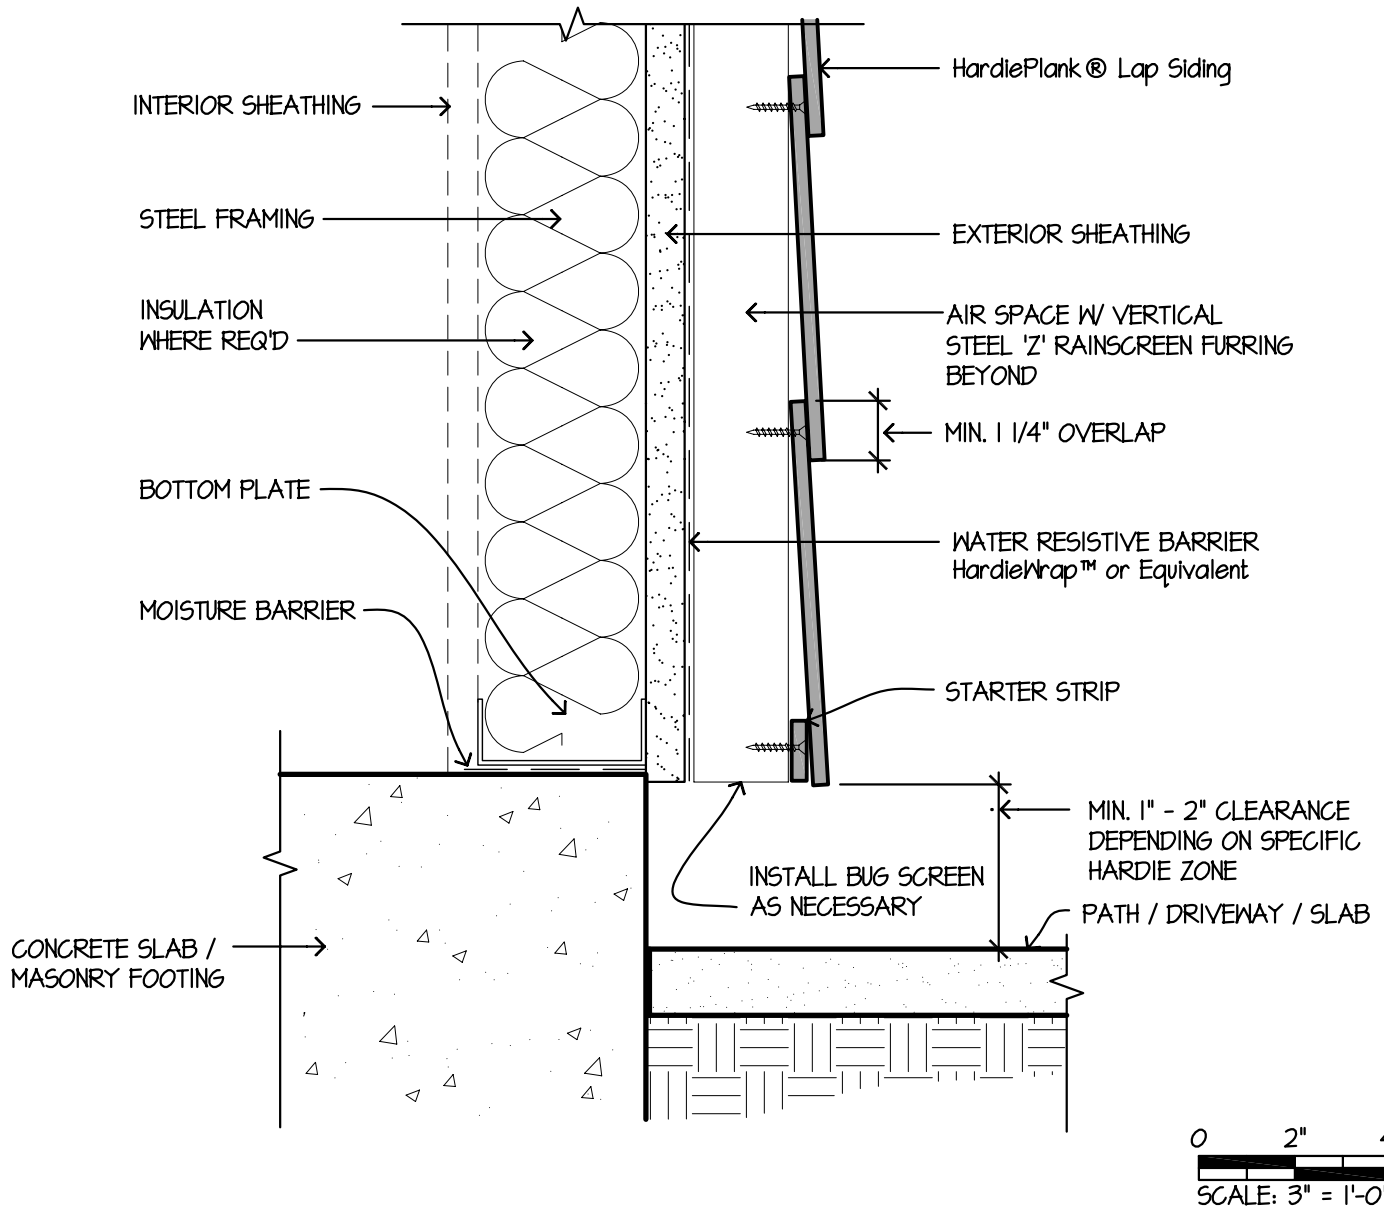 HardiePlank® Lap Siding
INTERIOR SHEATHING
STEEL FRAMING
EXTERIOR SHEATHING
INSULATION
WHERE REQ'D
AIR SPACE W/ VERTICAL
STEEL 'Z' RAINSCREEN FURRING
BEYOND
MIN. 1 1/4" OVERLAP
BOTTOM PLATE
WATER RESISTIVE BARRIER
HardieWrap™ or Equivalent
MOISTURE BARRIER
STARTER STRIP
MIN. 1" - 2" CLEARANCE
DEPENDING ON SPECIFIC
HARDIE ZONE
INSTALL BUG SCREEN
AS NECESSARY
PATH / DRIVEWAY / SLAB
CONCRETE SLAB /
MASONRY FOOTING
0 2"
SCALE: 3" = 1'-0